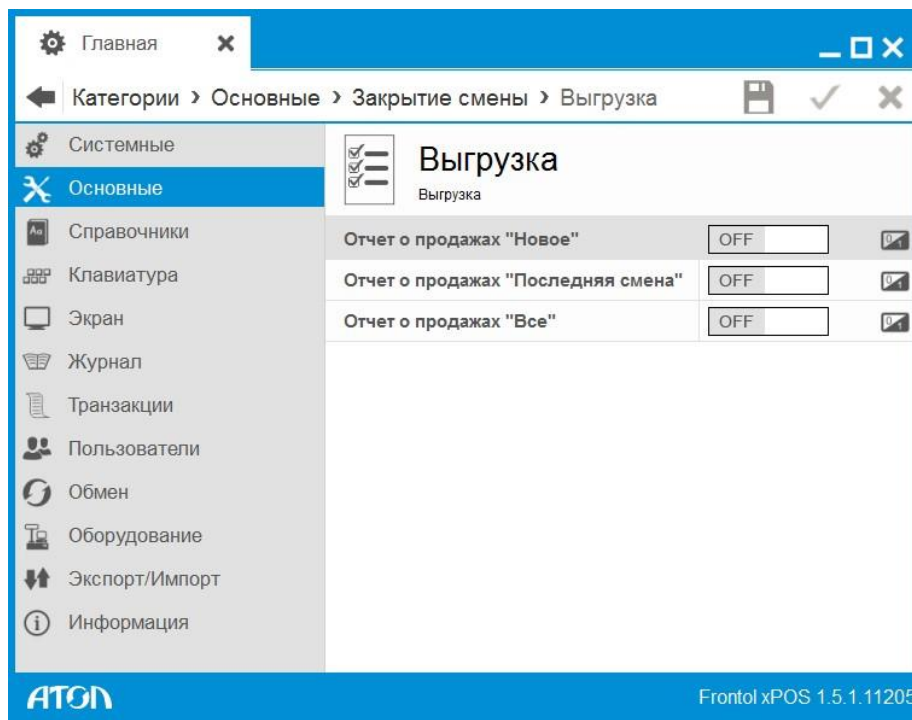 Главная
Категории › Основные › Закрытие смены › Выгрузка
Системные
Основные
Справочники
Клавиатура
Экран
Журнал
Транзакции
Пользователи
Обмен
Оборудование
Экспорт/Импорт
Информация
Выгрузка
Выгрузка
Отчет о продажах "Новое" OFF
Отчет о продажах "Последняя смена" OFF
Отчет о продажах "Все" OFF
АТОЛ
Frontol xPOS 1.5.1.11205